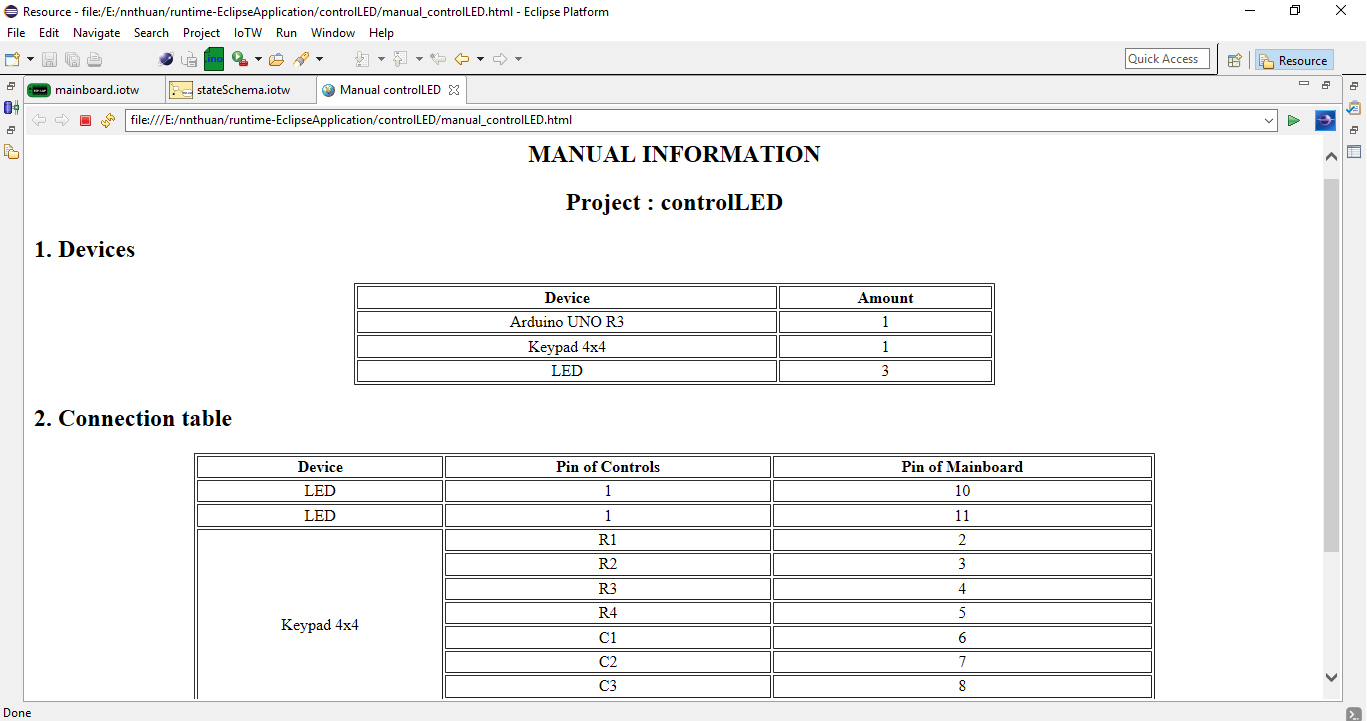 Resource - file:/E:/nnthuan/runtime-EclipseApplication/controlLED/manual_controlLED.html - Eclipse Platform
File Edit Navigate Search Project IoTW Run Window Help
Quick Access
Resource
mainboard.iotw
stateSchema.iotw
Manual controlLED
file:///E:/nnthuan/runtime-EclipseApplication/controlLED/manual_controlLED.html
MANUAL INFORMATION
Project : controlLED
1. Devices
Device Amount
Arduino UNO R3 1
Keypad 4x4 1
LED 3
2. Connection table
Device Pin of Controls Pin of Mainboard
LED 1 10
LED 1 11
Keypad 4x4
R1 2
R2 3
R3 4
R4 5
C1 6
C2 7
C3 8
Done